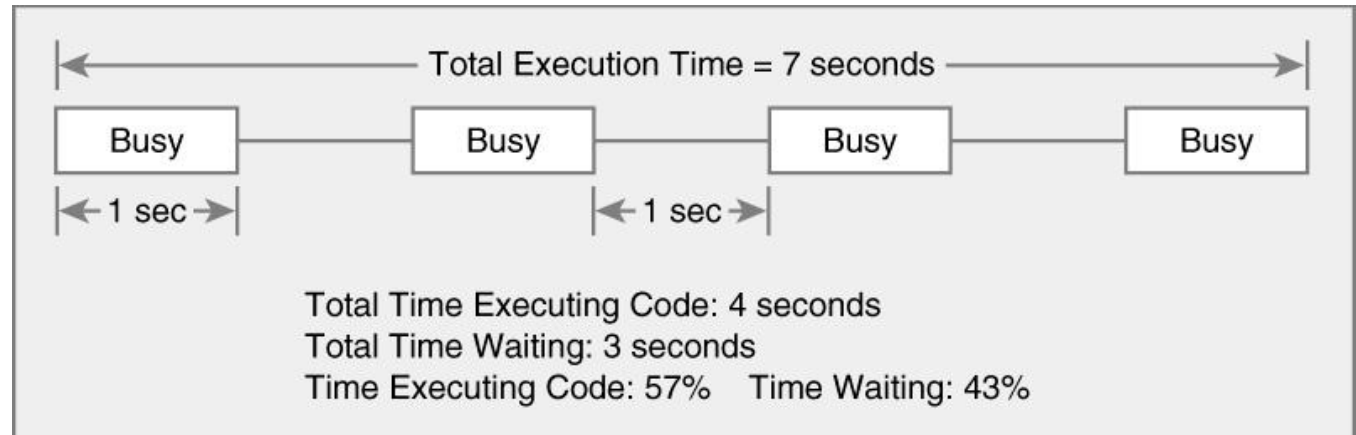 Total Execution Time = 7 seconds
Busy Busy Busy Busy
1 sec 1 sec
Total Time Executing Code: 4 seconds
Total Time Waiting: 3 seconds
Time Executing Code: 57% Time Waiting: 43%